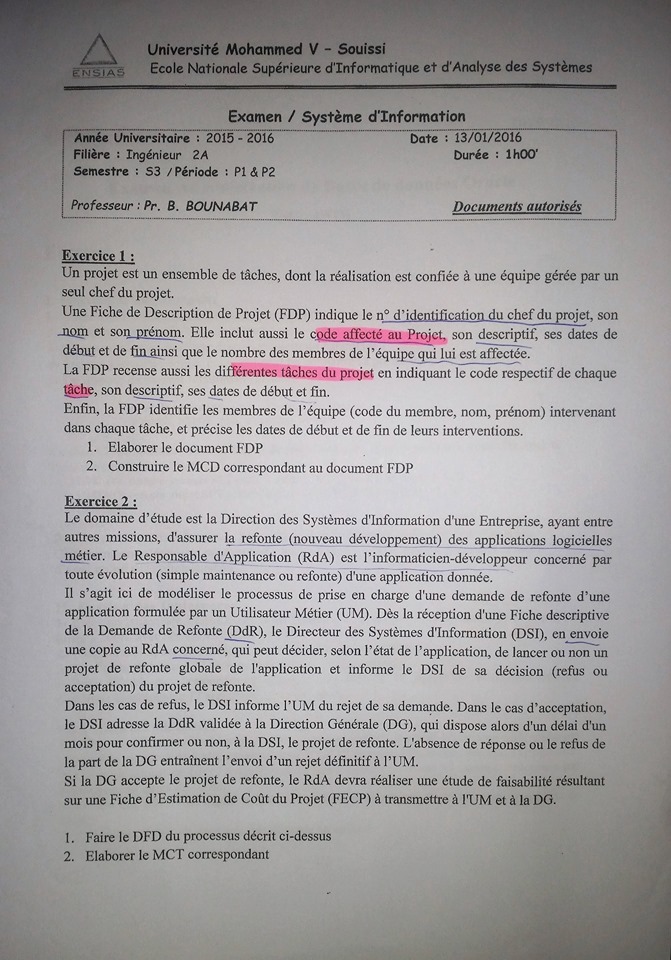 ENSIAS
Université Mohammed V – Souissi
Ecole Nationale Supérieure d'Informatique et d'Analyse des Systèmes
Examen / Système d'Information
Année Universitaire : 2015 - 2016 Date : 13/01/2016
Filière : Ingénieur 2A Durée : 1h00'
Semestre : S3 / Période : P1 & P2
Professeur : Pr. B. BOUNABAT Documents autorisés
Exercice 1 :
Un projet est un ensemble de tâches, dont la réalisation est confiée à une équipe gérée par un
seul chef du projet.
Une Fiche de Description de Projet (FDP) indique le n° d'identification du chef du projet, son
nom et son prénom. Elle inclut aussi le code affecté au Projet, son descriptif, ses dates de
début et de fin ainsi que le nombre des membres de l'équipe qui lui est affectée.
La FDP recense aussi les différentes tâches du projet en indiquant le code respectif de chaque
tâche, son descriptif, ses dates de début et fin.
Enfin, la FDP identifie les membres de l'équipe (code du membre, nom, prénom) intervenant
dans chaque tâche, et précise les dates de début et de fin de leurs interventions.
1. Elaborer le document FDP
2. Construire le MCD correspondant au document FDP
Exercice 2 :
Le domaine d'étude est la Direction des Systèmes d'Information d'une Entreprise, ayant entre
autres missions, d'assurer la refonte (nouveau développement) des applications logicielles
métier. Le Responsable d'Application (RdA) est l'informaticien-développeur concerné par
toute évolution (simple maintenance ou refonte) d'une application donnée.
Il s'agit ici de modéliser le processus de prise en charge d'une demande de refonte d'une
application formulée par un Utilisateur Métier (UM). Dès la réception d'une Fiche descriptive
de la Demande de Refonte (DdR), le Directeur des Systèmes d'Information (DSI), en envoie
une copie au RdA concerné, qui peut décider, selon l'état de l'application, de lancer ou non un
projet de refonte globale de l'application et informe le DSI de sa décision (refus ou
acceptation) du projet de refonte.
Dans les cas de refus, le DSI informe l'UM du rejet de sa demande. Dans le cas d'acceptation,
le DSI adresse la DdR validée à la Direction Générale (DG), qui dispose alors d'un délai d'un
mois pour confirmer ou non, à la DSI, le projet de refonte. L'absence de réponse ou le refus de
la part de la DG entraînent l'envoi d'un rejet définitif à l'UM.
Si la DG accepte le projet de refonte, le RdA devra réaliser une étude de faisabilité résultant
sur une Fiche d'Estimation de Coût du Projet (FECP) à transmettre à l'UM et à la DG.
1. Faire le DFD du processus décrit ci-dessus
2. Elaborer le MCT correspondant